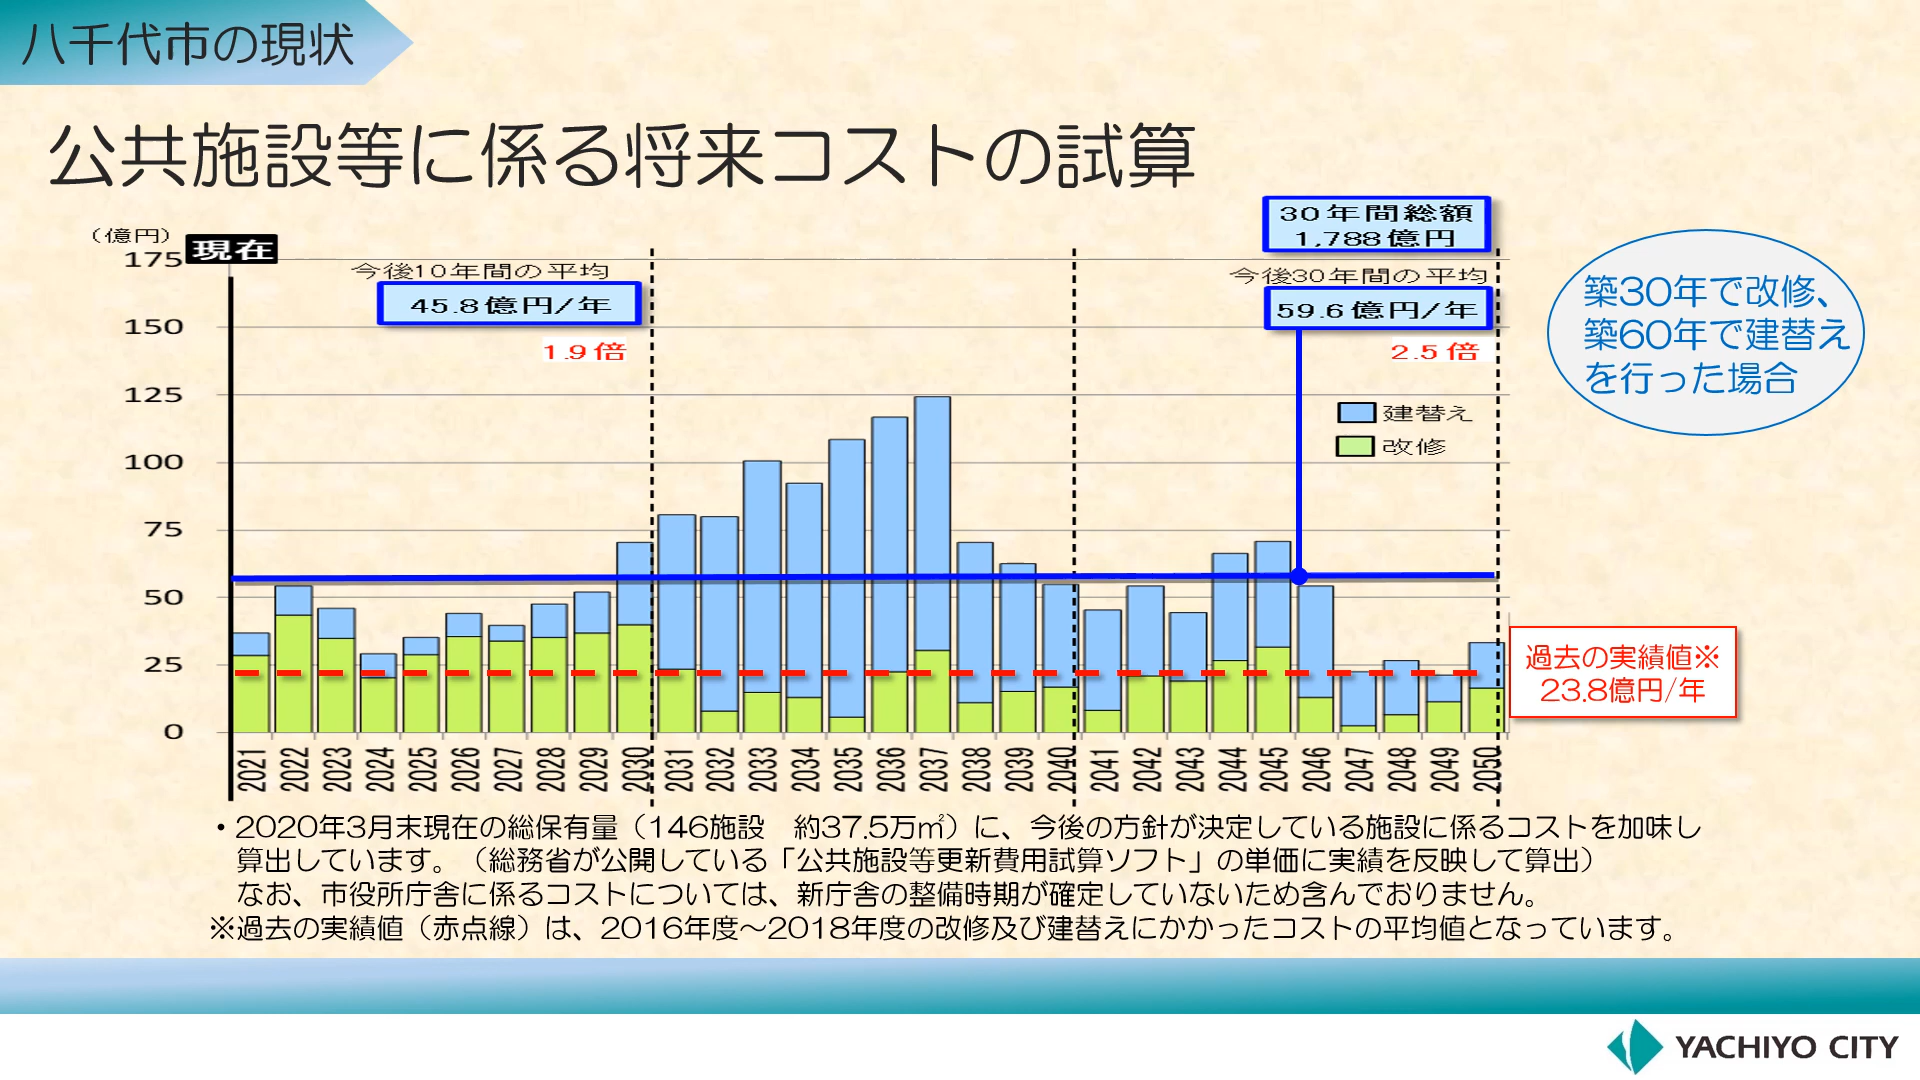 八千代市の現状
公共施設等に係る将来コストの試算
（億円）
現在
今後10年間の平均
45.8億円/年
1.9倍
30年間総額
1,788億円
今後30年間の平均
59.6億円/年
2.5倍
築30年で改修、
築60年で建替え
を行った場合
建替え
改修
175
150
125
100
75
50
25
0
過去の実績値※
23.8億円/年
2021 2022 2023 2024 2025 2026 2027 2028 2029 2030 2031 2032 2033 2034 2035 2036 2037 2038 2039 2040 2041 2042 2043 2044 2045 2046 2047 2048 2049 2050
・2020年3月末現在の総保有量（146施設　約37.5万㎡）に、今後の方針が決定している施設に係るコストを加味し
算出しています。（総務省が公開している「公共施設等更新費用試算ソフト」の単価に実績を反映して算出）
なお、市役所庁舎に係るコストについては、新庁舎の整備時期が確定していないため含んでおりません。
※過去の実績値（赤点線）は、2016年度～2018年度の改修及び建替えにかかったコストの平均値となっています。
YACHIYO CITY